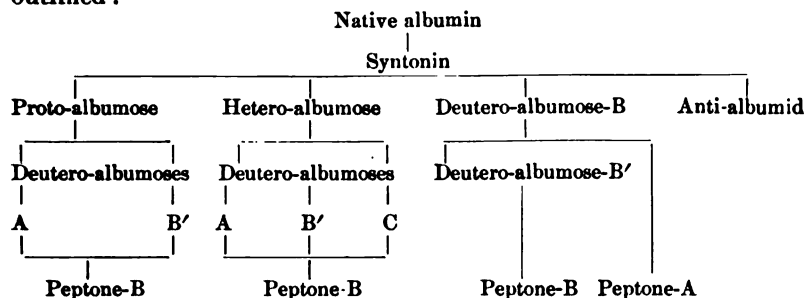 outlined :
Native albumin
Syntonin
Proto-albumose Hetero-albumose Deutero-albumose-B Anti-albumid
Deutero-albumoses Deutero-albumoses Deutero-albumose-B′
A B′ A B′ C
Peptone-B Peptone-B Peptone-B Peptone-A